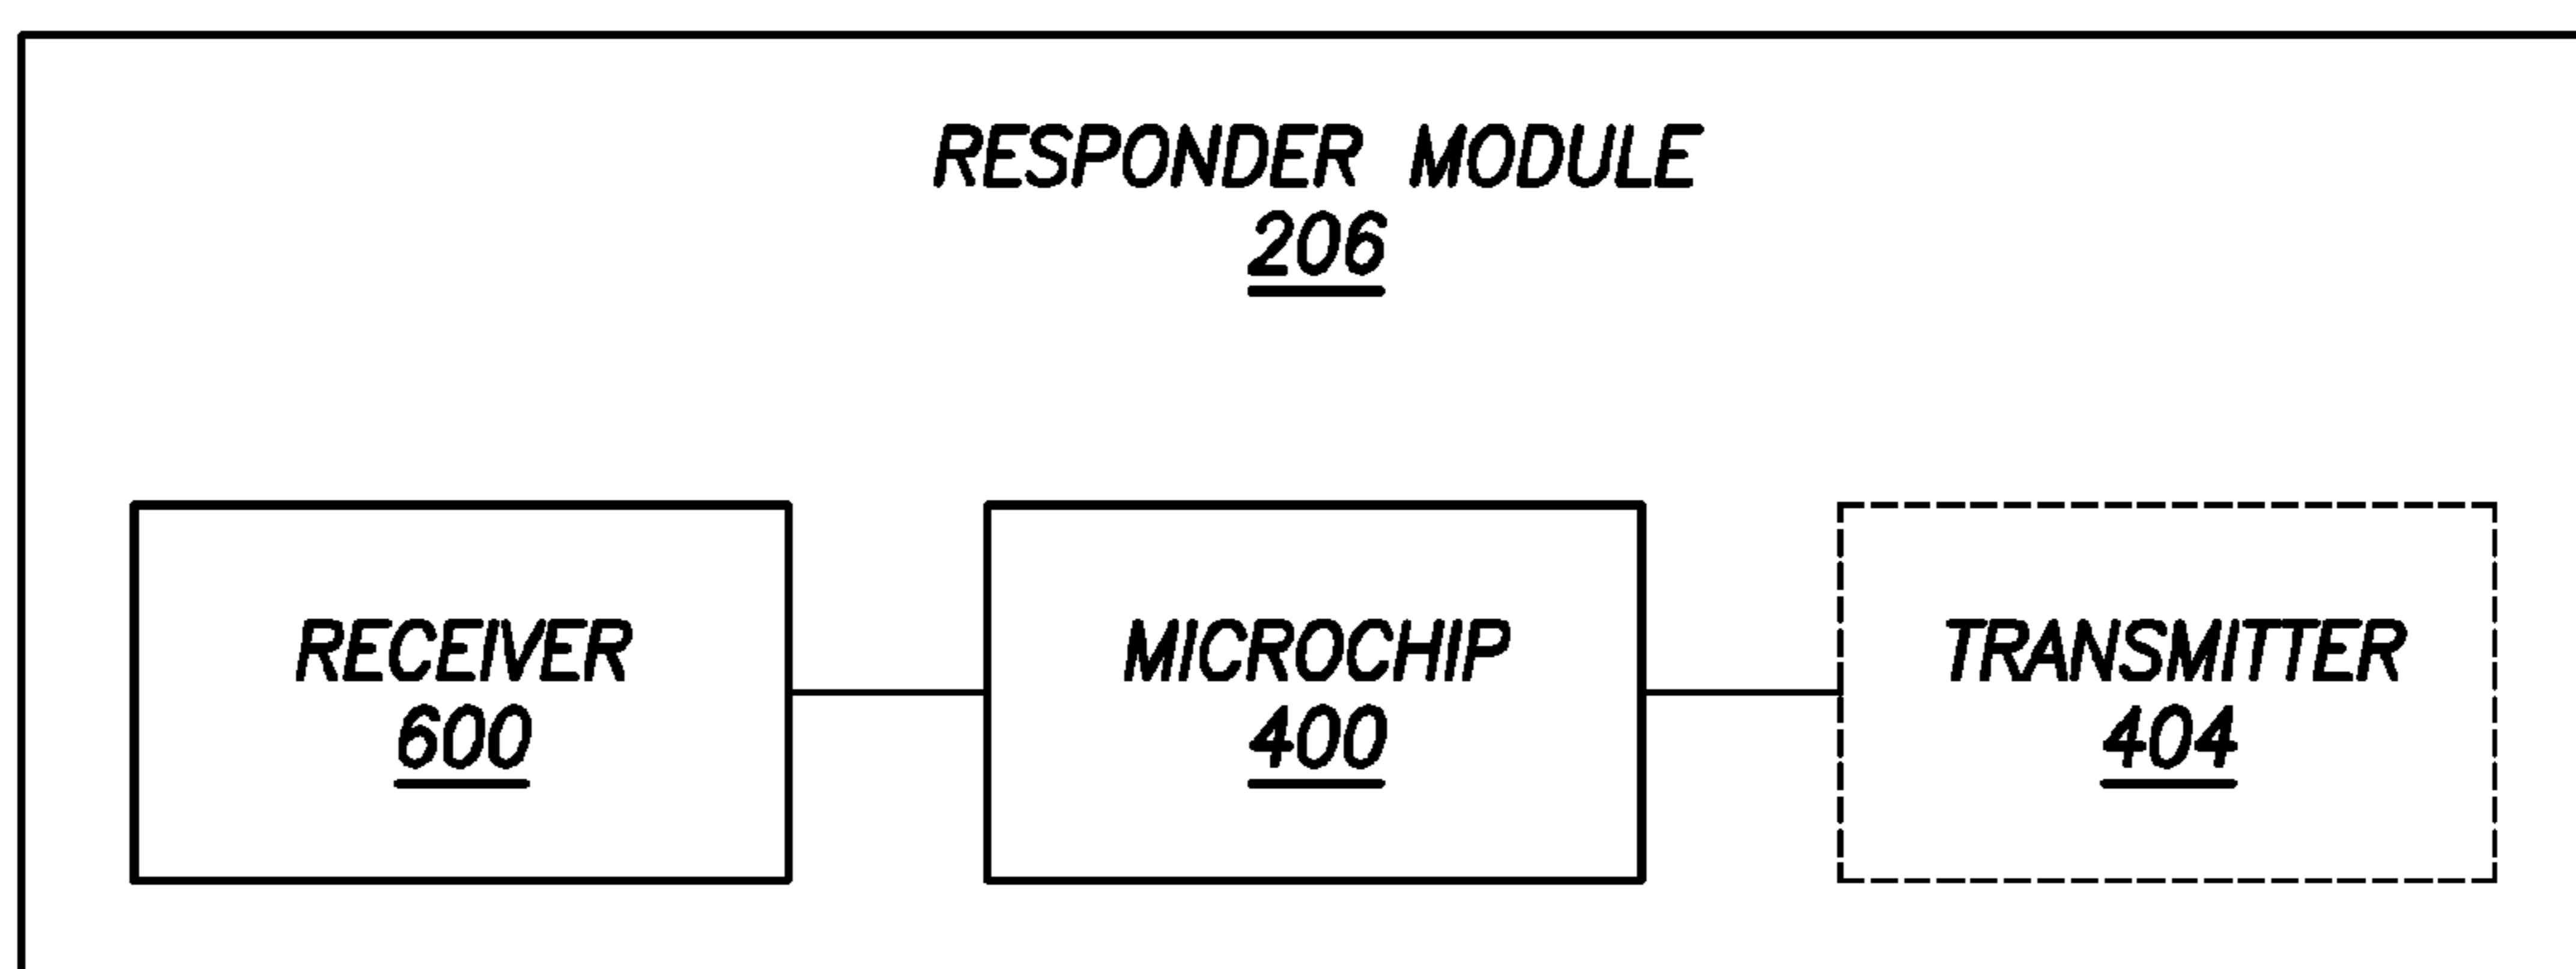 RESPONDER MODULE
206
RECEIVER
600
MICROCHIP
400
TRANSMITTER
404